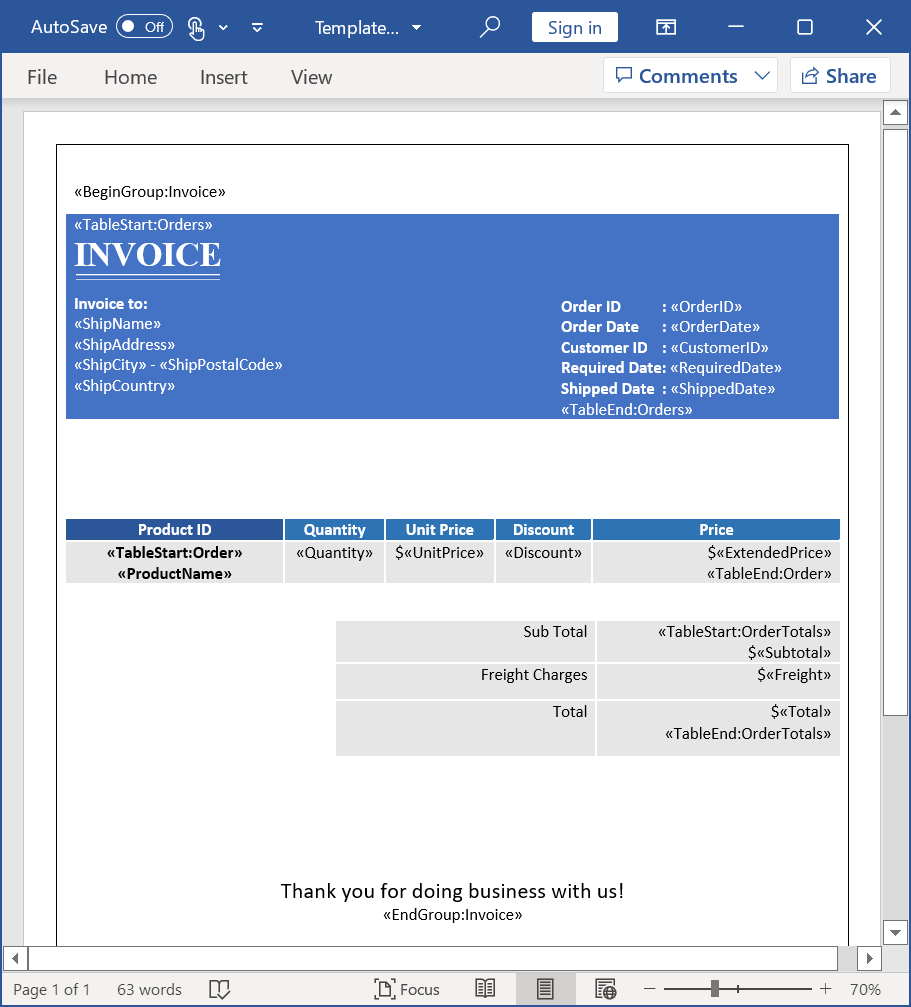 AutoSave Off Template... Sign in
File Home Insert View Comments Share
«BeginGroup:Invoice»
«TableStart:Orders»
INVOICE
Invoice to:
«ShipName»
«ShipAddress»
«ShipCity» - «ShipPostalCode»
«ShipCountry»
Order ID : «OrderID»
Order Date : «OrderDate»
Customer ID : «CustomerID»
Required Date: «RequiredDate»
Shipped Date : «ShippedDate»
«TableEnd:Orders»
Product ID Quantity Unit Price Discount Price
«TableStart:Order» «Quantity» $«UnitPrice» «Discount» $«ExtendedPrice»
«ProductName» «TableEnd:Order»
Sub Total «TableStart:OrderTotals»
$«Subtotal»
Freight Charges $«Freight»
Total $«Total»
«TableEnd:OrderTotals»
Thank you for doing business with us!
«EndGroup:Invoice»
Page 1 of 1 63 words Focus 70%